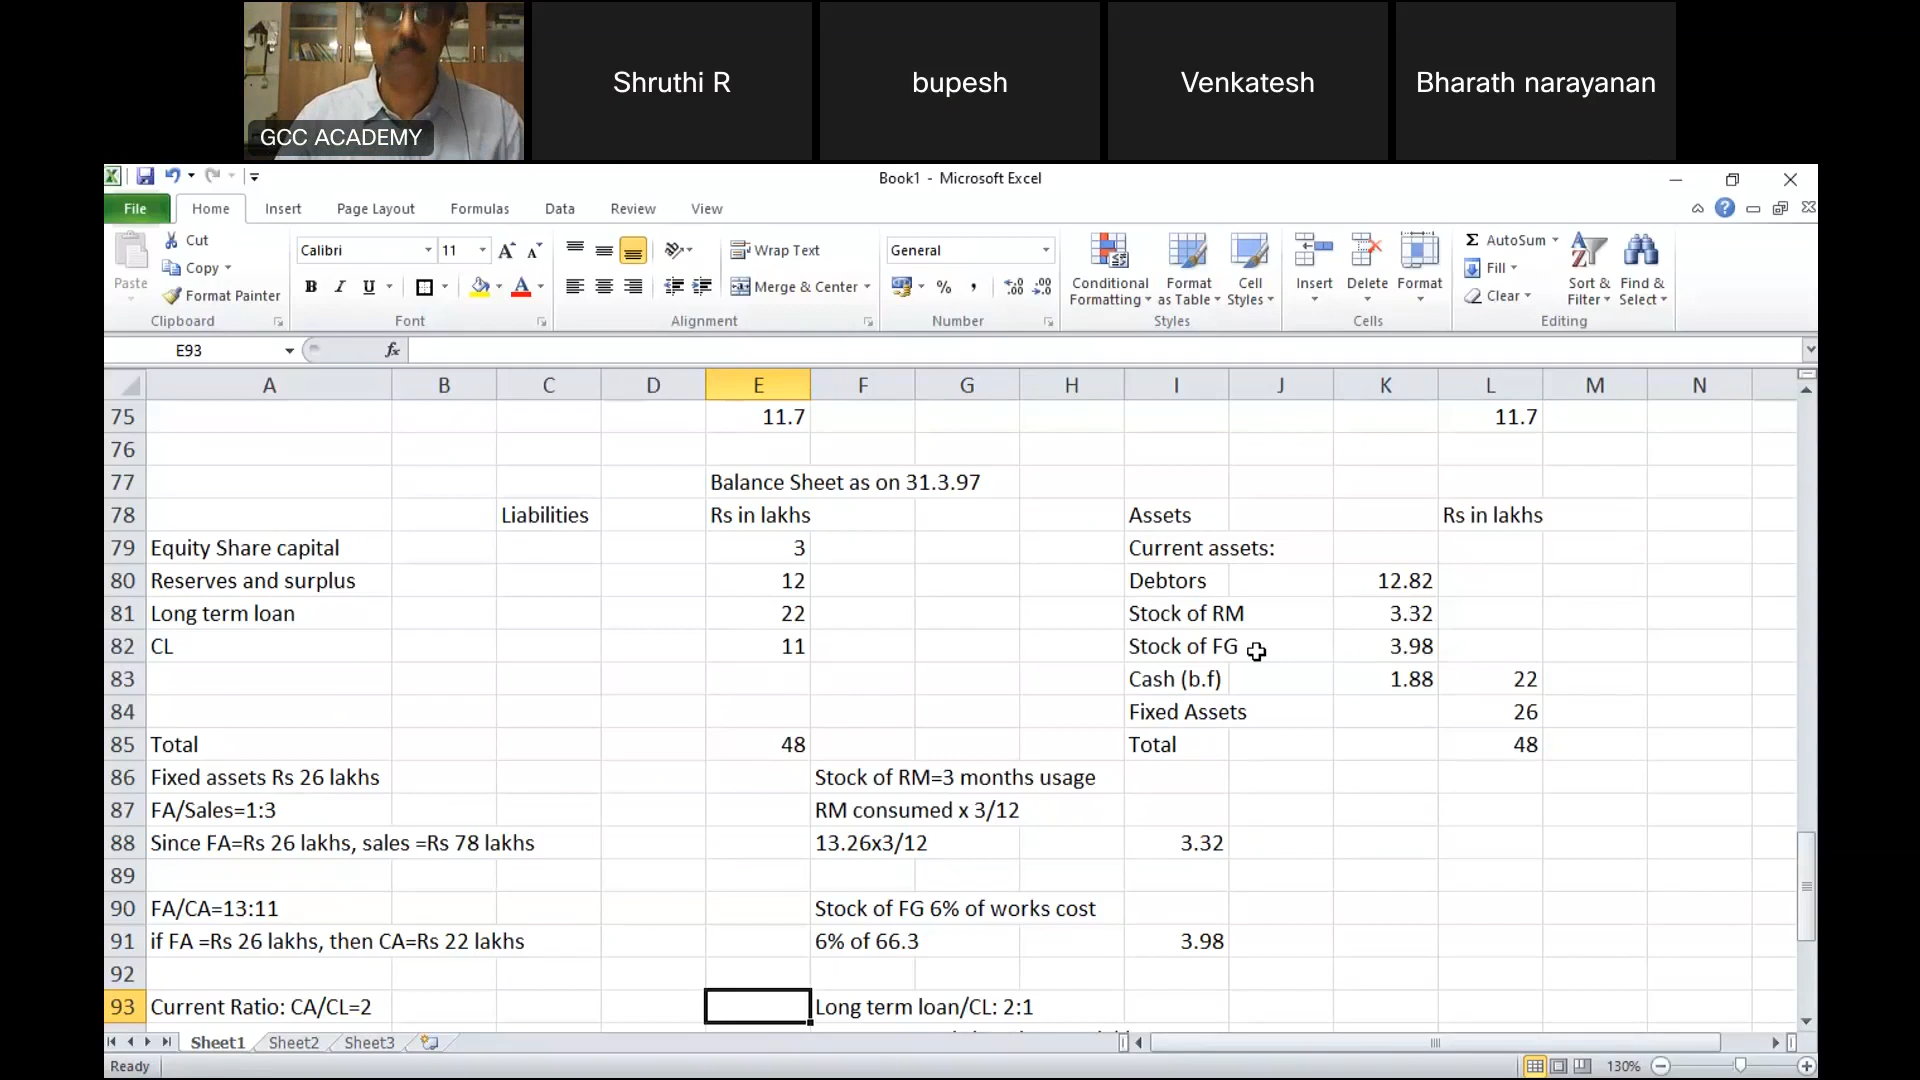 GCC ACADEMY
Shruthi R
bupesh
Venkatesh
Bharath narayanan
Book1 - Microsoft Excel
File Home Insert Page Layout Formulas Data Review View
Paste
Cut
Copy
Format Painter
Clipboard
Calibri 11
B I U
Font
Wrap Text
Merge & Center
Alignment
General
Number
Conditional Formatting
Format as Table
Cell Styles
Styles
Insert
Delete
Format
Cells
AutoSum
Fill
Clear
Sort & Filter
Find & Select
Editing
E93 fx
A B C D E F G H I J K L M N
75 11.7 11.7
76
77 Balance Sheet as on 31.3.97
78 Liabilities Rs in lakhs Assets Rs in lakhs
79 Equity Share capital 3 Current assets:
80 Reserves and surplus 12 Debtors 12.82
81 Long term loan 22 Stock of RM 3.32
82 CL 11 Stock of FG 3.98
83 Cash (b.f) 1.88 22
84 Fixed Assets 26
85 Total 48 Total 48
86 Fixed assets Rs 26 lakhs Stock of RM=3 months usage
87 FA/Sales=1:3 RM consumed x 3/12
88 Since FA=Rs 26 lakhs, sales =Rs 78 lakhs 13.26x3/12 3.32
89
90 FA/CA=13:11 Stock of FG 6% of works cost
91 if FA =Rs 26 lakhs, then CA=Rs 22 lakhs 6% of 66.3 3.98
92
93 Current Ratio: CA/CL=2 Long term loan/CL: 2:1
Sheet1 Sheet2 Sheet3
Ready 130%